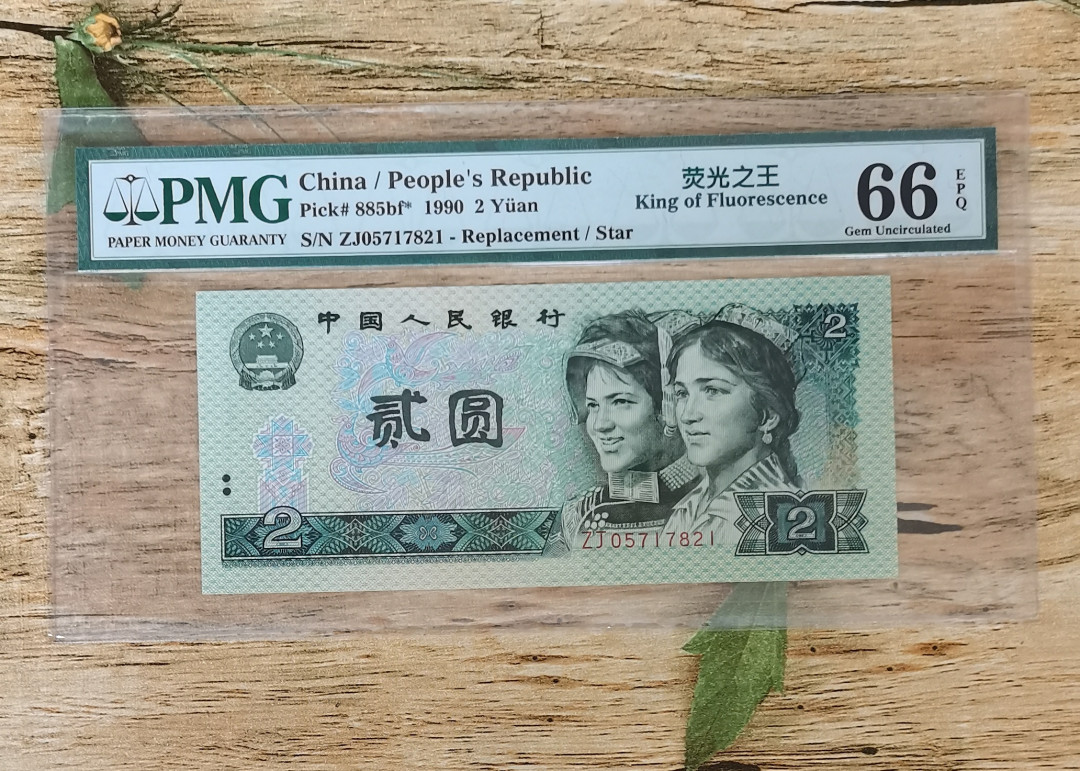 PMG
PAPER MONEY GUARANTY
China / People's Republic
Pick# 885bf* 1990 2 Yüan
S/N ZJ05717821 - Replacement / Star
荧光之王
King of Fluorescence
66
EPQ
Gem Uncirculated
中国人民银行
2
贰圆
2
ZJ05717821
2